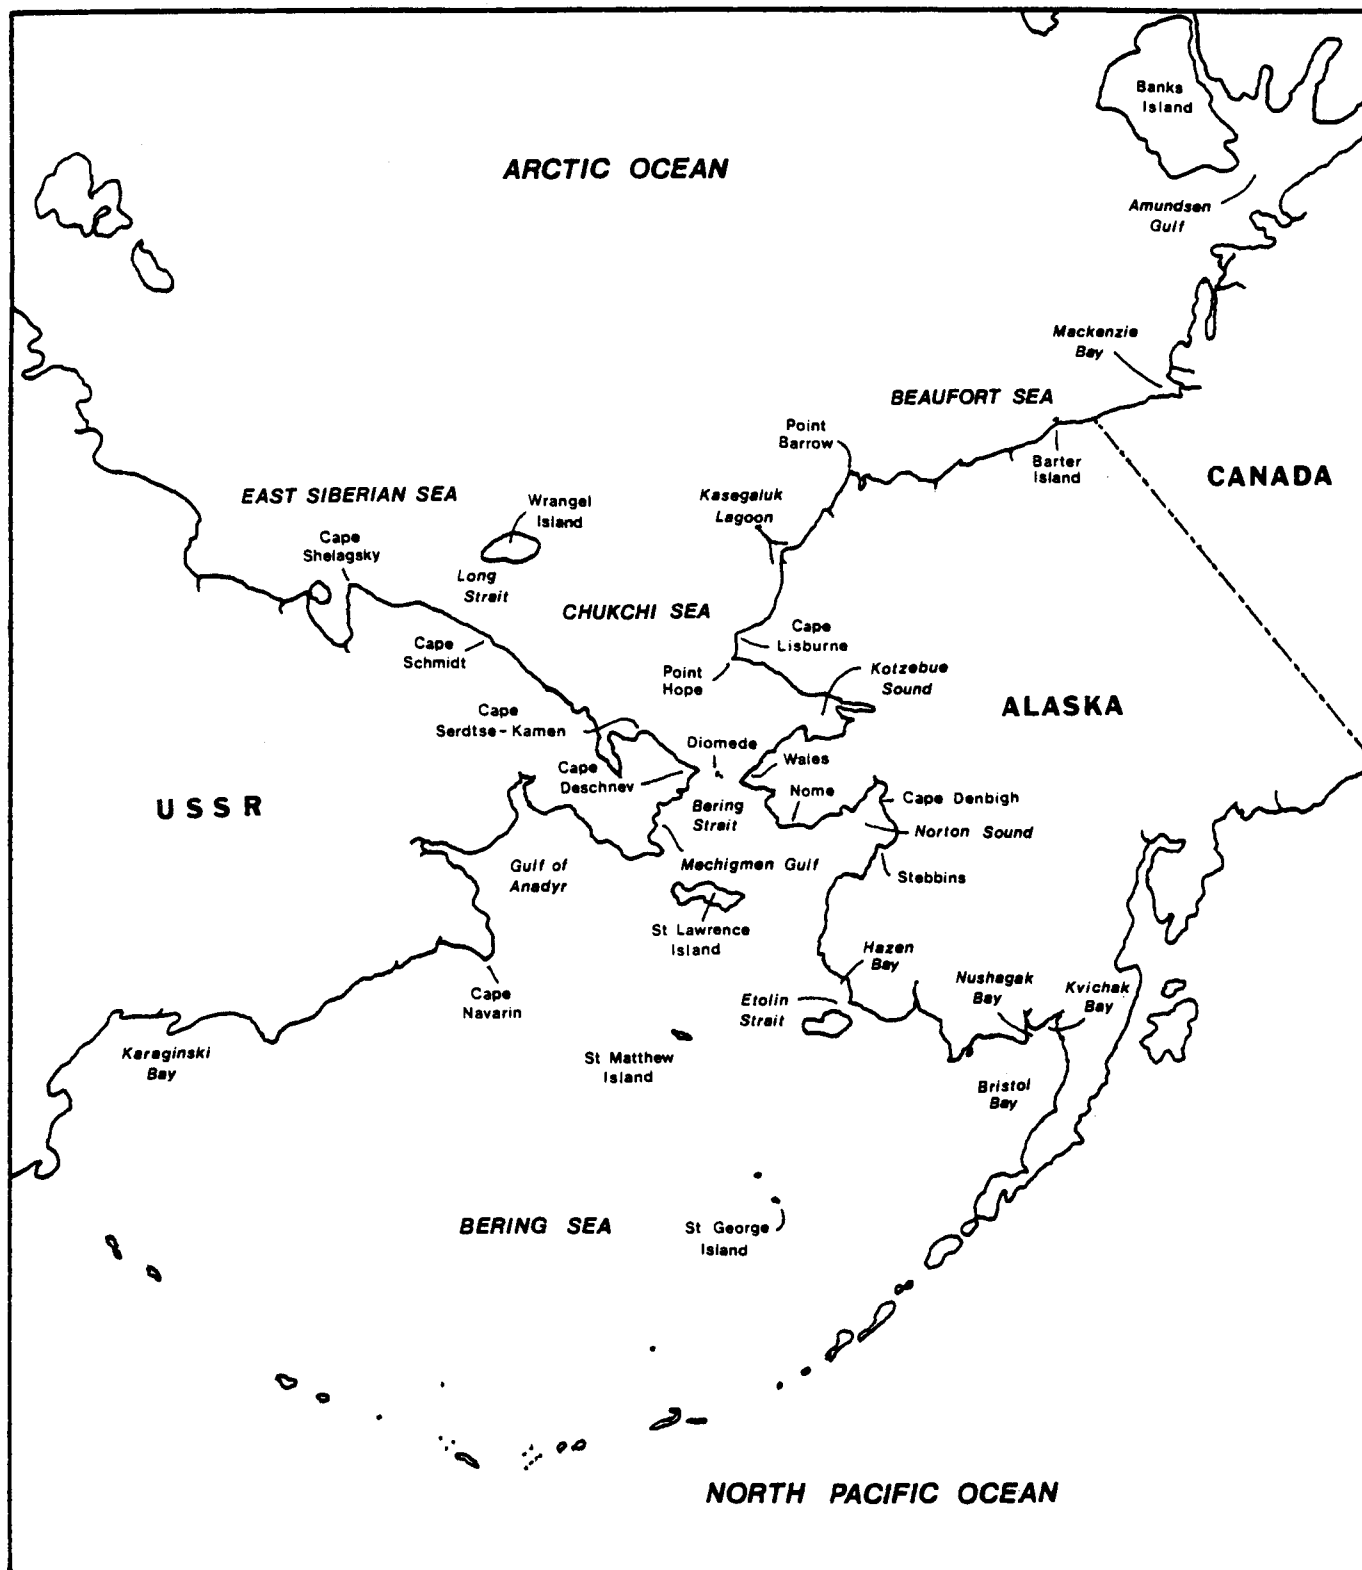 Banks
Island
ARCTIC OCEAN
Amundsen
Gulf
Mackenzie
Bay
BEAUFORT SEA
Point
Barrow
Barter
Island
CANADA
Kasegaluk
Lagoon
EAST SIBERIAN SEA
Wrangel
Island
Cape
Shelagsky
Long
Strait
CHUKCHI SEA
Cape
Lisburne
Cape
Schmidt
Point
Hope
Kotzebue
Sound
ALASKA
Cape
Serdtse-Kamen
Diomede
Wales
Cape
Deschnev
USSR
Bering
Strait
Nome
Cape Denbigh
Norton Sound
Gulf of
Anadyr
Mechigmen Gulf
Stebbins
St Lawrence
Island
Hazen
Bay
Cape
Navarin
Etolin
Strait
Nushagak
Bay
Kvichak
Bay
Karaginski
Bay
St Matthew
Island
Bristol
Bay
BERING SEA
St George
Island
NORTH PACIFIC OCEAN